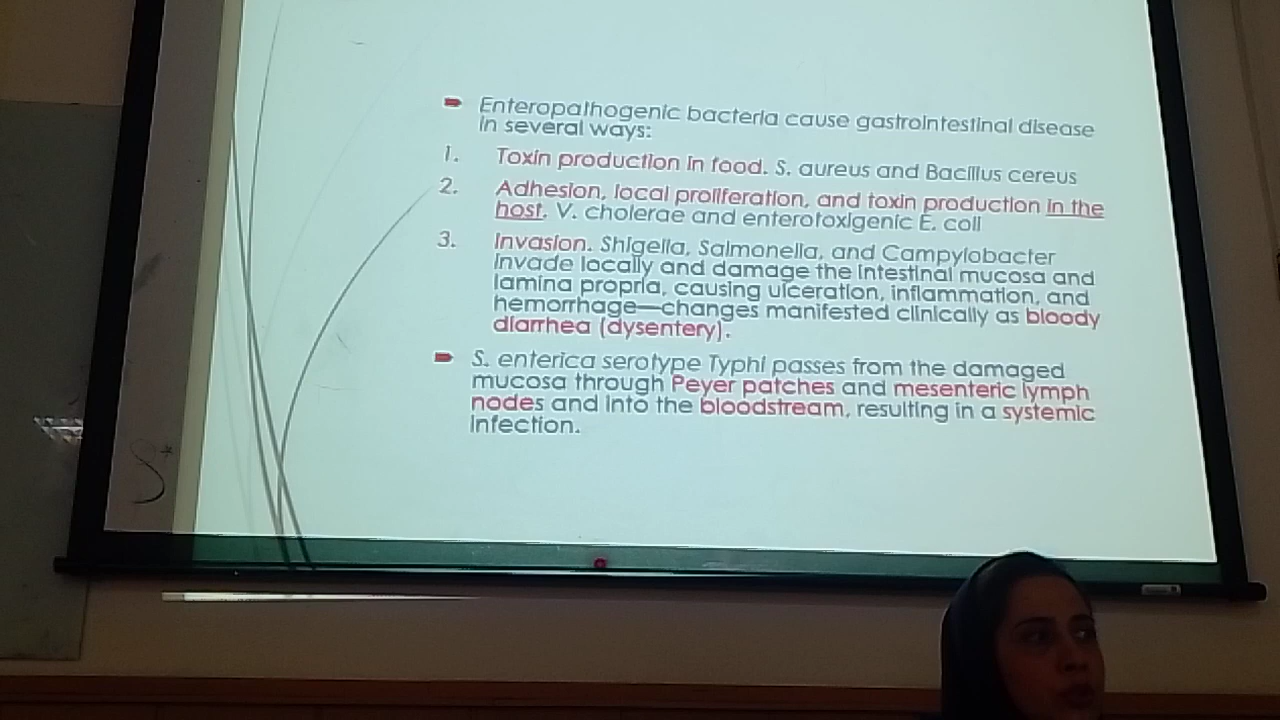 Enteropathogenic bacteria cause gastrointestinal disease
in several ways:
1. Toxin production in food. S. aureus and Bacillus cereus
2. Adhesion, local proliferation, and toxin production in the
host. V. cholerae and enterotoxigenic E. coli
3. Invasion. Shigella, Salmonella, and Campylobacter
invade locally and damage the intestinal mucosa and
lamina propria, causing ulceration, inflammation, and
hemorrhage—changes manifested clinically as bloody
diarrhea (dysentery).
S. enterica serotype Typhi passes from the damaged
mucosa through Peyer patches and mesenteric lymph
nodes and into the bloodstream, resulting in a systemic
infection.